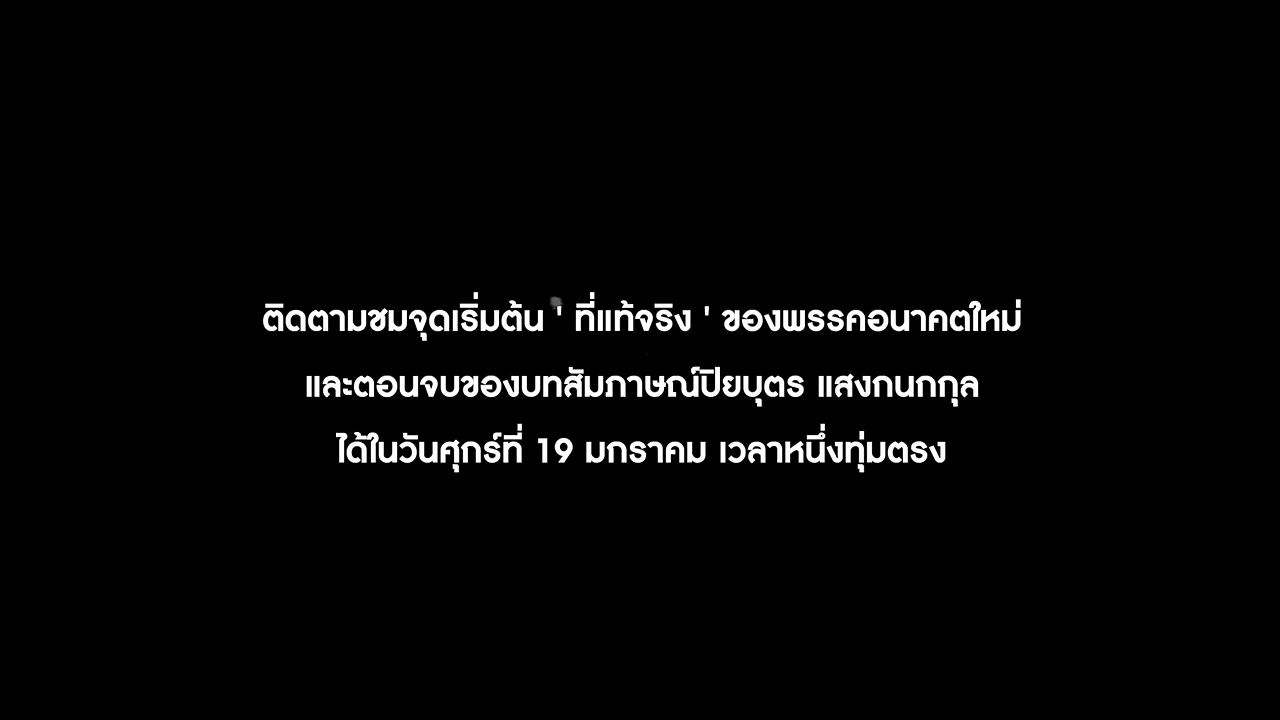 ติดตามชมจุดเริ่มต้น ' ที่แท้จริง ' ของพรรคอนาคตใหม่
และตอนจบของบทสัมภาษณ์ปิยบุตร แสงกนกกุล
ได้ในวันศุกร์ที่ 19 มกราคม เวลาหนึ่งทุ่มตรง